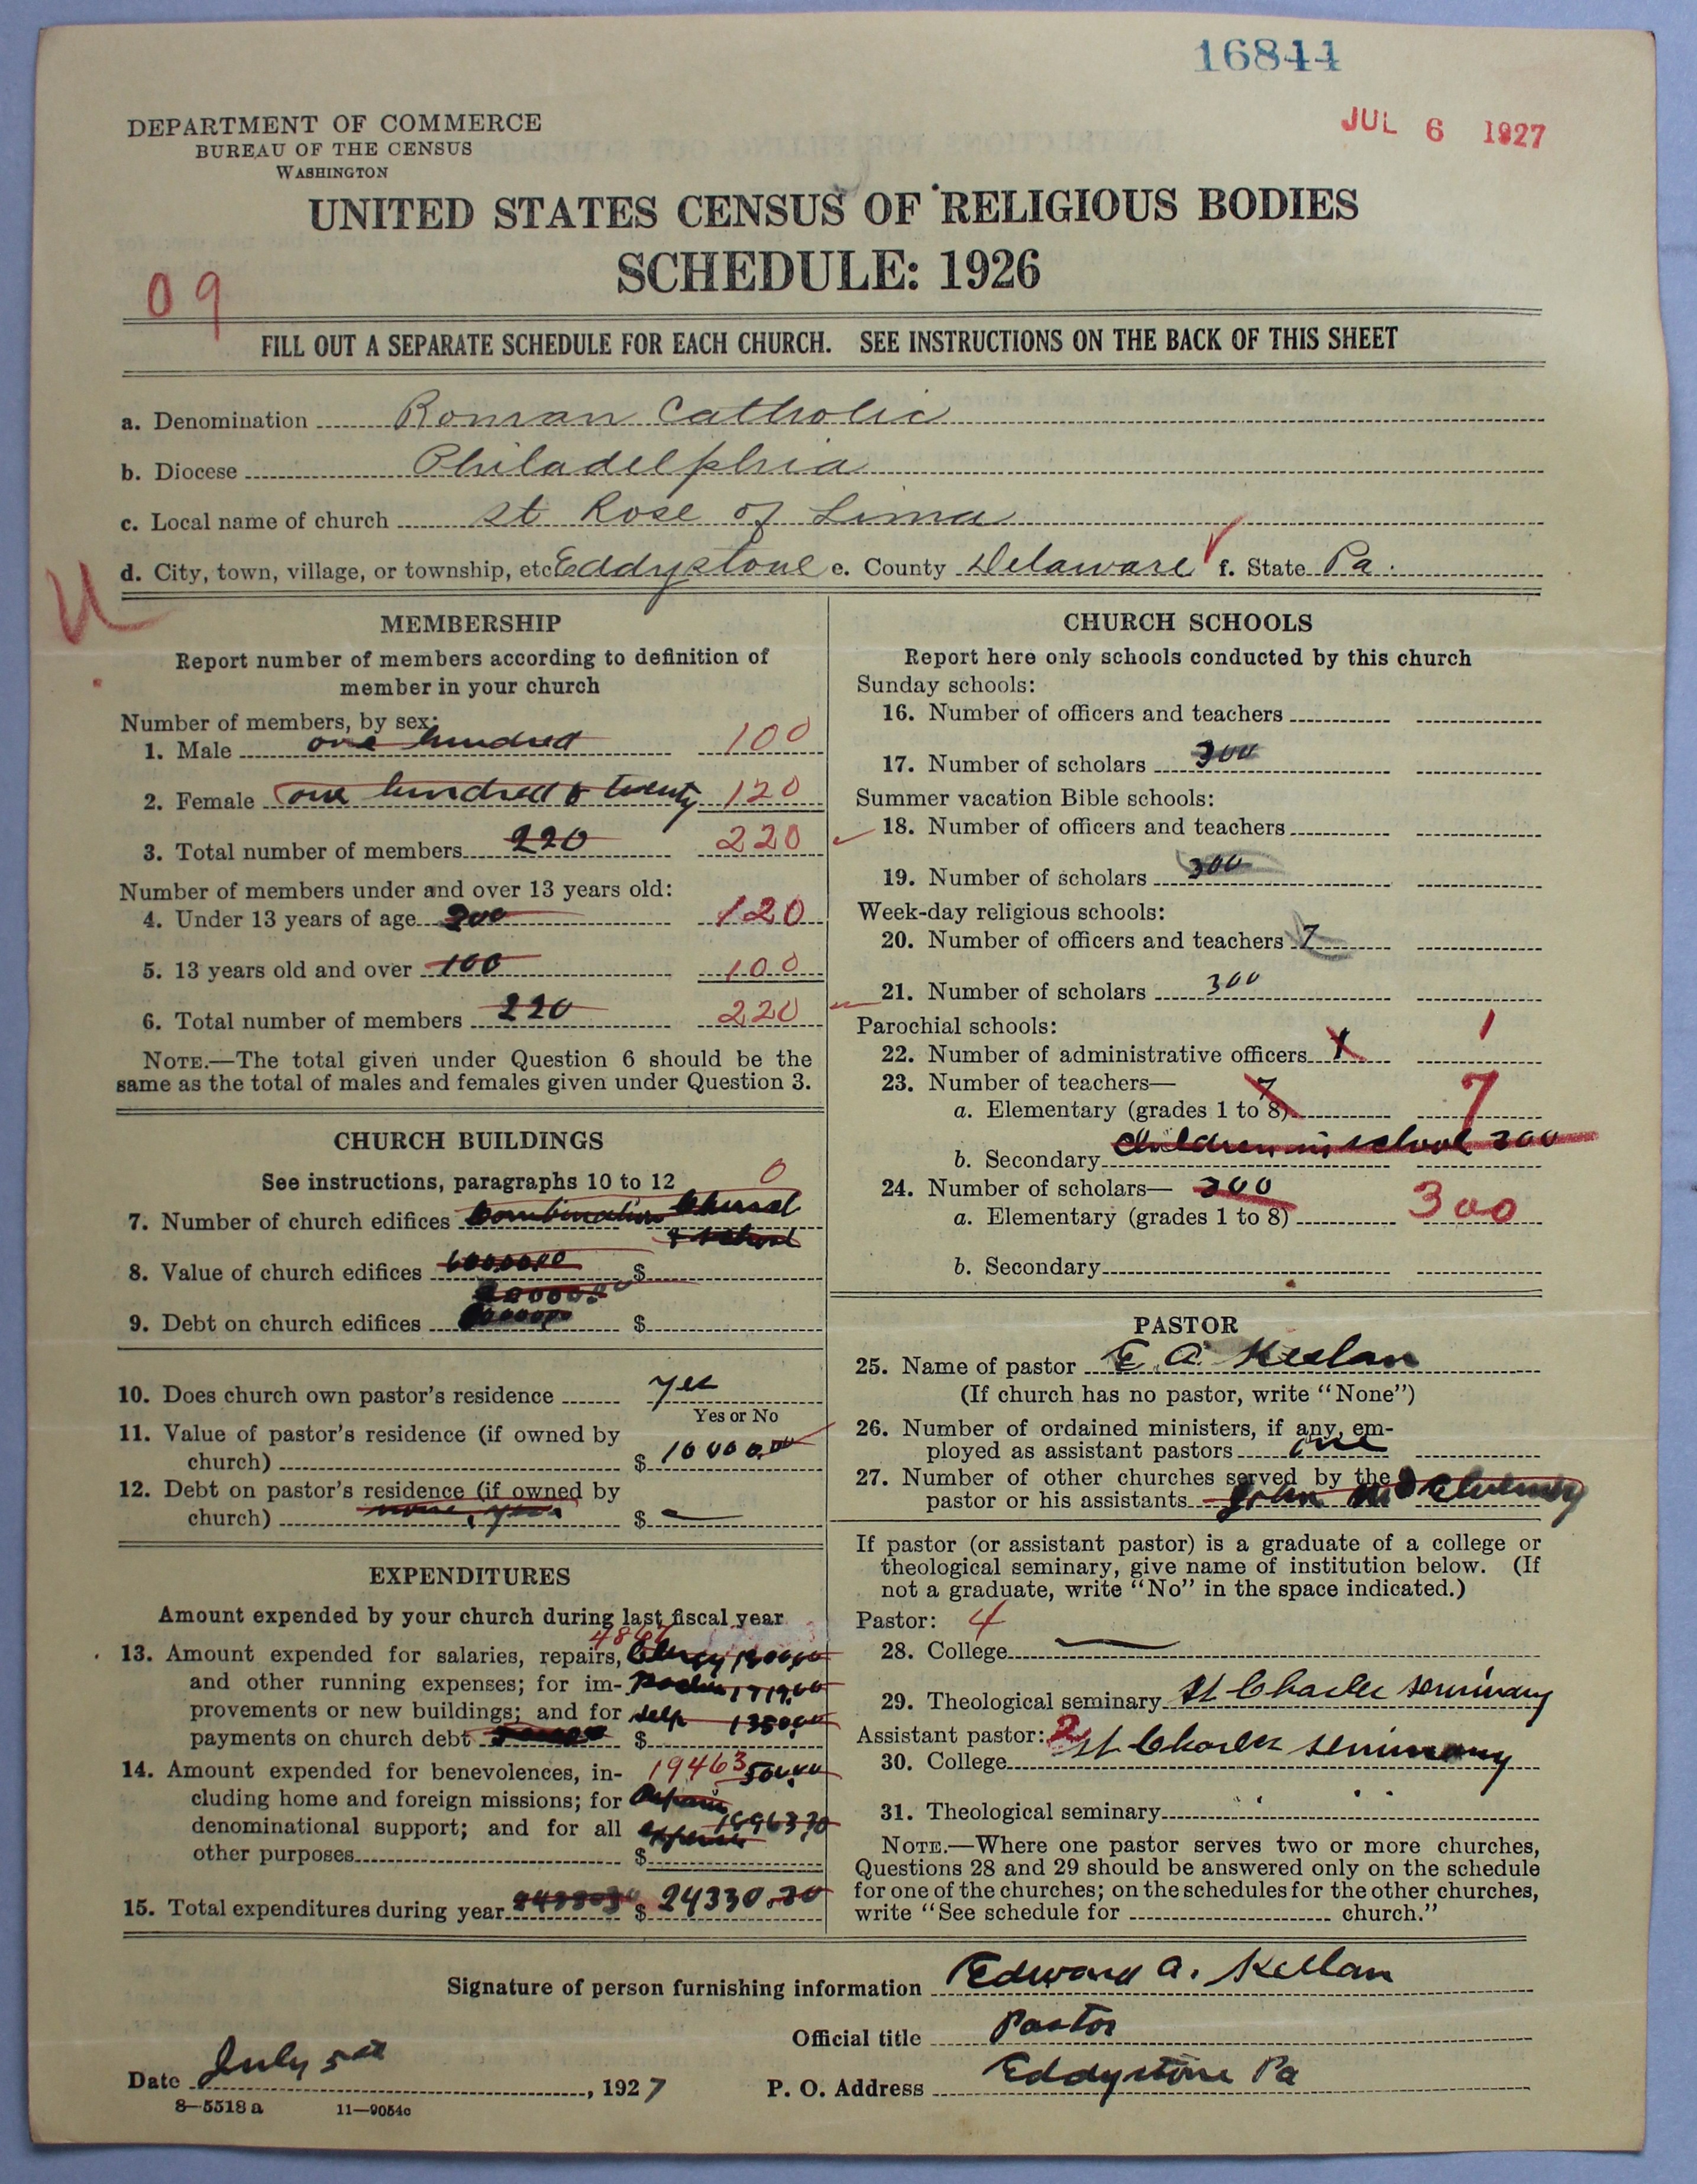 16844
JUL 6 1927
DEPARTMENT OF COMMERCE
BUREAU OF THE CENSUS
WASHINGTON
UNITED STATES CENSUS OF RELIGIOUS BODIES
SCHEDULE: 1926
09
FILL OUT A SEPARATE SCHEDULE FOR EACH CHURCH. SEE INSTRUCTIONS ON THE BACK OF THIS SHEET
a. Denomination Roman Catholic
b. Diocese Philadelphia
c. Local name of church St Rose of Lima
d. City, town, village, or township, etc Eddystone e. County Delaware f. State Pa.
U
MEMBERSHIP
Report number of members according to definition of
member in your church
Number of members, by sex:
1. Male one hundred 100
2. Female one hundred & twenty 120
3. Total number of members 220 220
Number of members under and over 13 years old:
4. Under 13 years of age 200 120
5. 13 years old and over 100 100
6. Total number of members 220 220
NOTE.—The total given under Question 6 should be the
same as the total of males and females given under Question 3.
CHURCH BUILDINGS
See instructions, paragraphs 10 to 12 0
7. Number of church edifices Combination Church
& school
8. Value of church edifices $
9. Debt on church edifices $
10. Does church own pastor's residence yes
Yes or No
11. Value of pastor's residence (if owned by
church) $ 10000.00
12. Debt on pastor's residence (if owned by
church) none $ —
EXPENDITURES
Amount expended by your church during last fiscal year
4867
13. Amount expended for salaries, repairs, Clergy
and other running expenses; for im-
provements or new buildings; and for help 1350.00
payments on church debt $
14. Amount expended for benevolences, in- 19463 500.00
cluding home and foreign missions; for Repairs
denominational support; and for all expenses
other purposes $
15. Total expenditures during year $ 24330.30
CHURCH SCHOOLS
Report here only schools conducted by this church
Sunday schools:
16. Number of officers and teachers
17. Number of scholars 300
Summer vacation Bible schools:
18. Number of officers and teachers
19. Number of scholars 300
Week-day religious schools:
20. Number of officers and teachers 7
21. Number of scholars 300
Parochial schools:
22. Number of administrative officers 1 1
23. Number of teachers—
a. Elementary (grades 1 to 8) 7 7
children in school 300
b. Secondary
24. Number of scholars— 300
a. Elementary (grades 1 to 8) 300
b. Secondary
PASTOR
25. Name of pastor E. A. Kellan
(If church has no pastor, write "None")
26. Number of ordained ministers, if any, em-
ployed as assistant pastors one
27. Number of other churches served by the
pastor or his assistants John
If pastor (or assistant pastor) is a graduate of a college or
theological seminary, give name of institution below. (If
not a graduate, write "No" in the space indicated.)
Pastor: 4
28. College —
29. Theological seminary St Charles seminary
Assistant pastor: 2
30. College St Charles seminary
31. Theological seminary
NOTE.—Where one pastor serves two or more churches,
Questions 28 and 29 should be answered only on the schedule
for one of the churches; on the schedules for the other churches,
write "See schedule for church."
Signature of person furnishing information Edward A. Kellan
Official title Pastor
Date July 5th, 1927 P. O. Address Eddystone Pa
8—5518 a 11—9054c